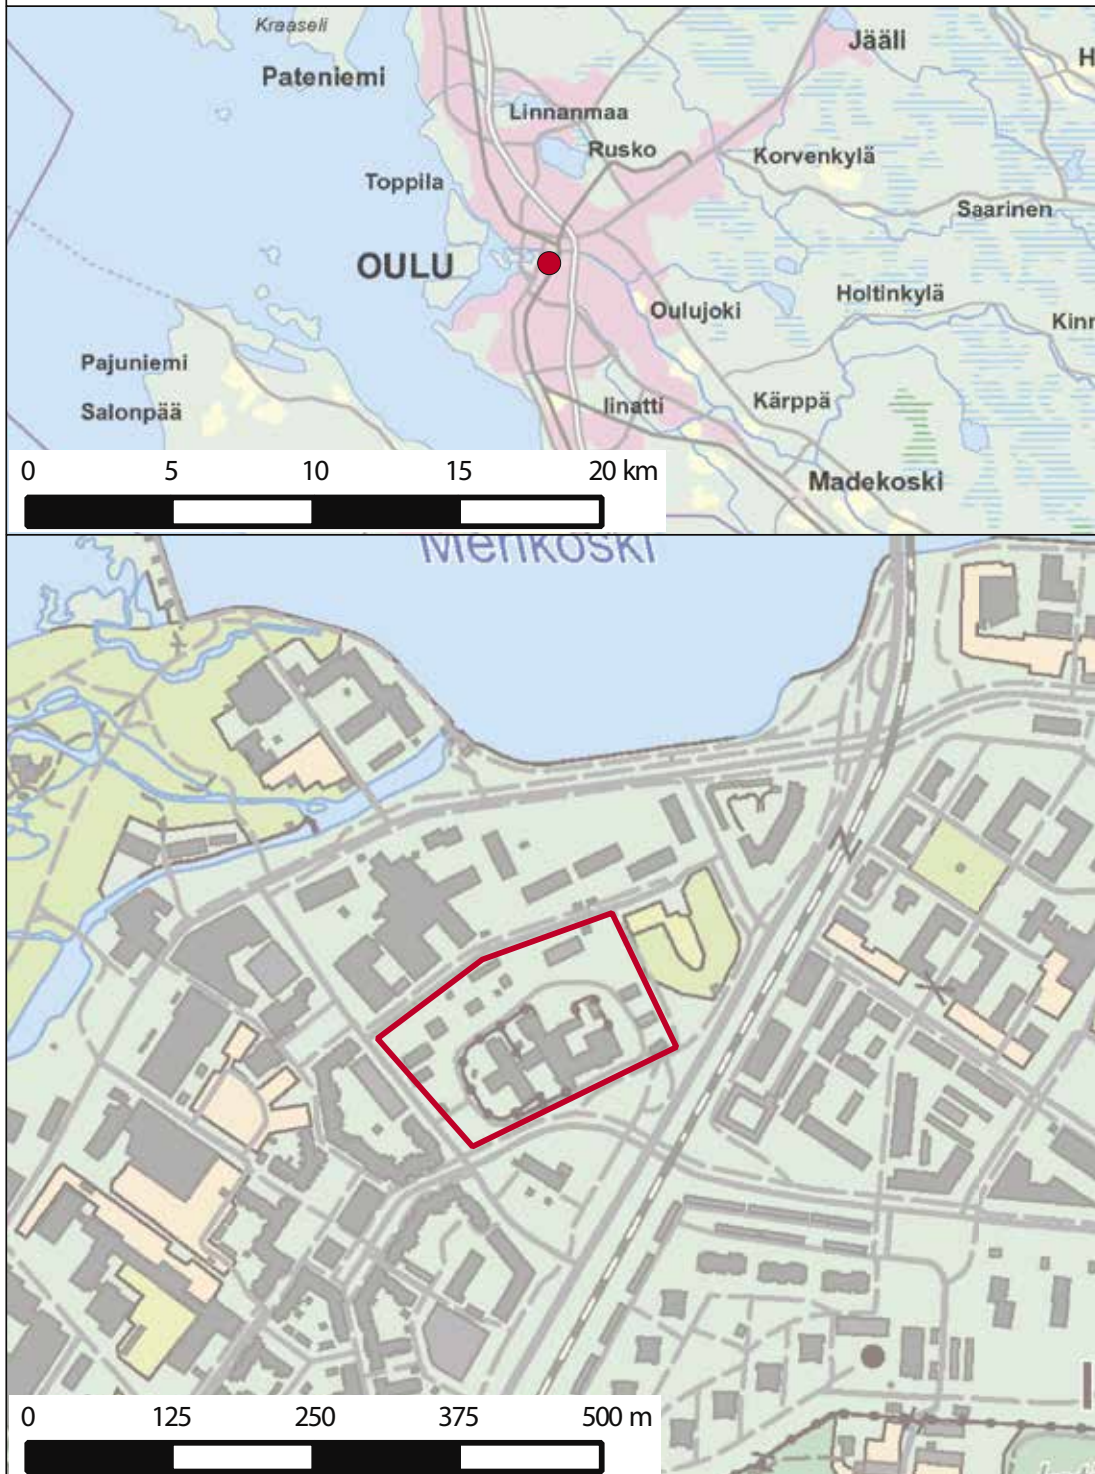 Kraaseli
Jääli
H
Pateniemi
Linnanmaa
Rusko
Korvenkylä
Toppila
Saarinen
OULU
Holtinkylä
Oulujoki
Kinr
Pajuniemi
Salonpää
Iinatti
Kärppä
Madekoski
0 5 10 15 20 km
Merikoski
0 125 250 375 500 m